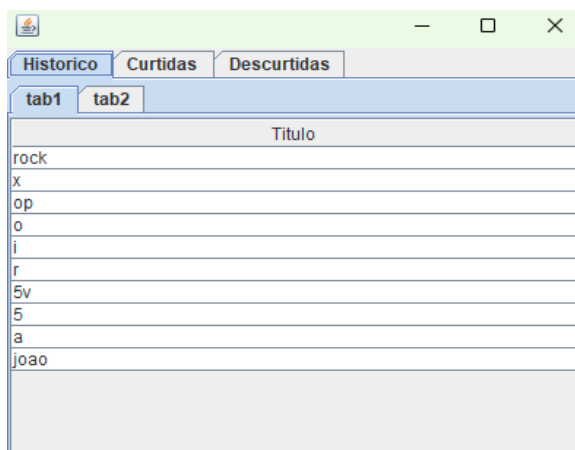 Historico Curtidas Descurtidas
tab1 tab2
Titulo
rock
x
op
o
i
r
5v
5
a
joao